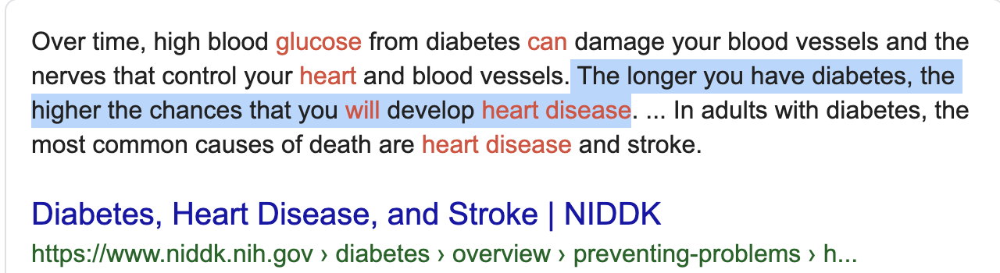 Over time, high blood glucose from diabetes can damage your blood vessels and the
nerves that control your heart and blood vessels. The longer you have diabetes, the
higher the chances that you will develop heart disease. ... In adults with diabetes, the
most common causes of death are heart disease and stroke.
Diabetes, Heart Disease, and Stroke | NIDDK
https://www.niddk.nih.gov › diabetes › overview › preventing-problems › h...